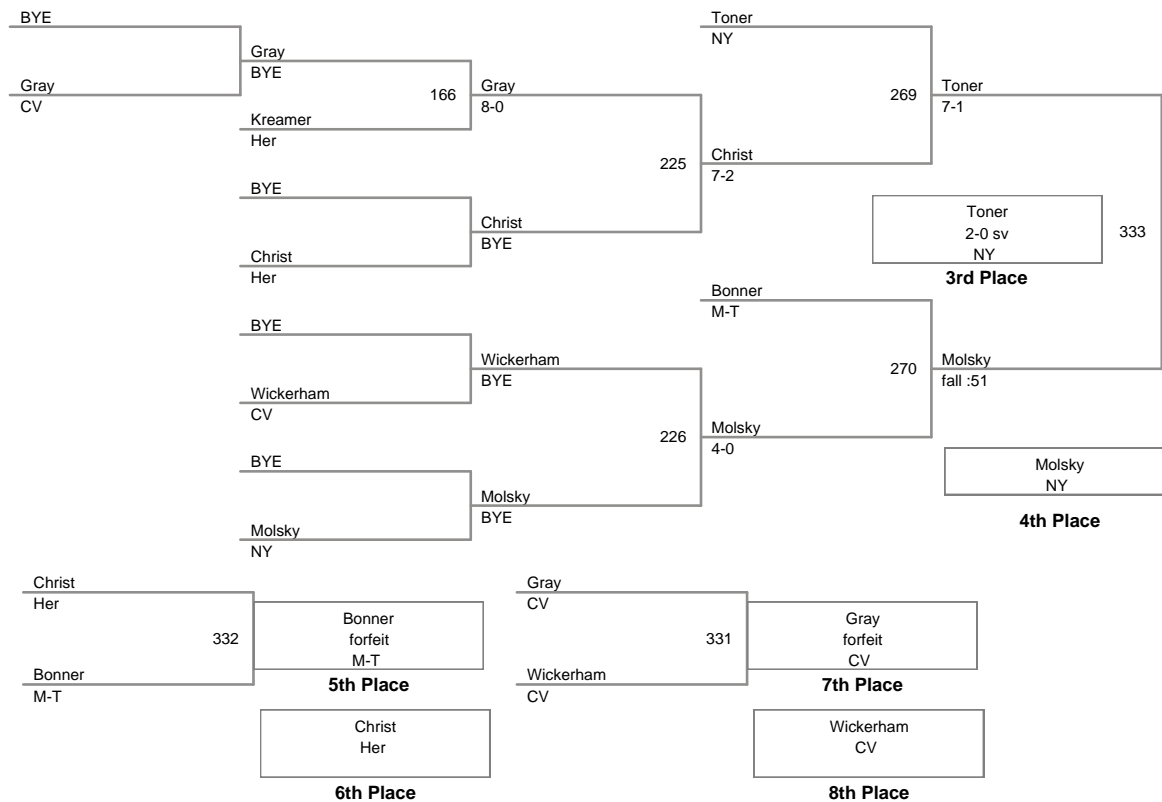 BYE
Gray
CV
Gray
BYE
Kreamer
Her
166
Gray
8-0
BYE
Christ
Her
Christ
BYE
225
Christ
7-2
Toner
NY
269
Toner
7-1
BYE
Wickerham
CV
Wickerham
BYE
BYE
Molsky
NY
Molsky
BYE
226
Molsky
4-0
Bonner
M-T
270
Molsky
fall :51
333
Toner
2-0 sv
NY
3rd Place
Molsky
NY
4th Place
Christ
Her
Bonner
M-T
332
Bonner
forfeit
M-T
5th Place
Christ
Her
6th Place
Gray
CV
Wickerham
CV
331
Gray
forfeit
CV
7th Place
Wickerham
CV
8th Place